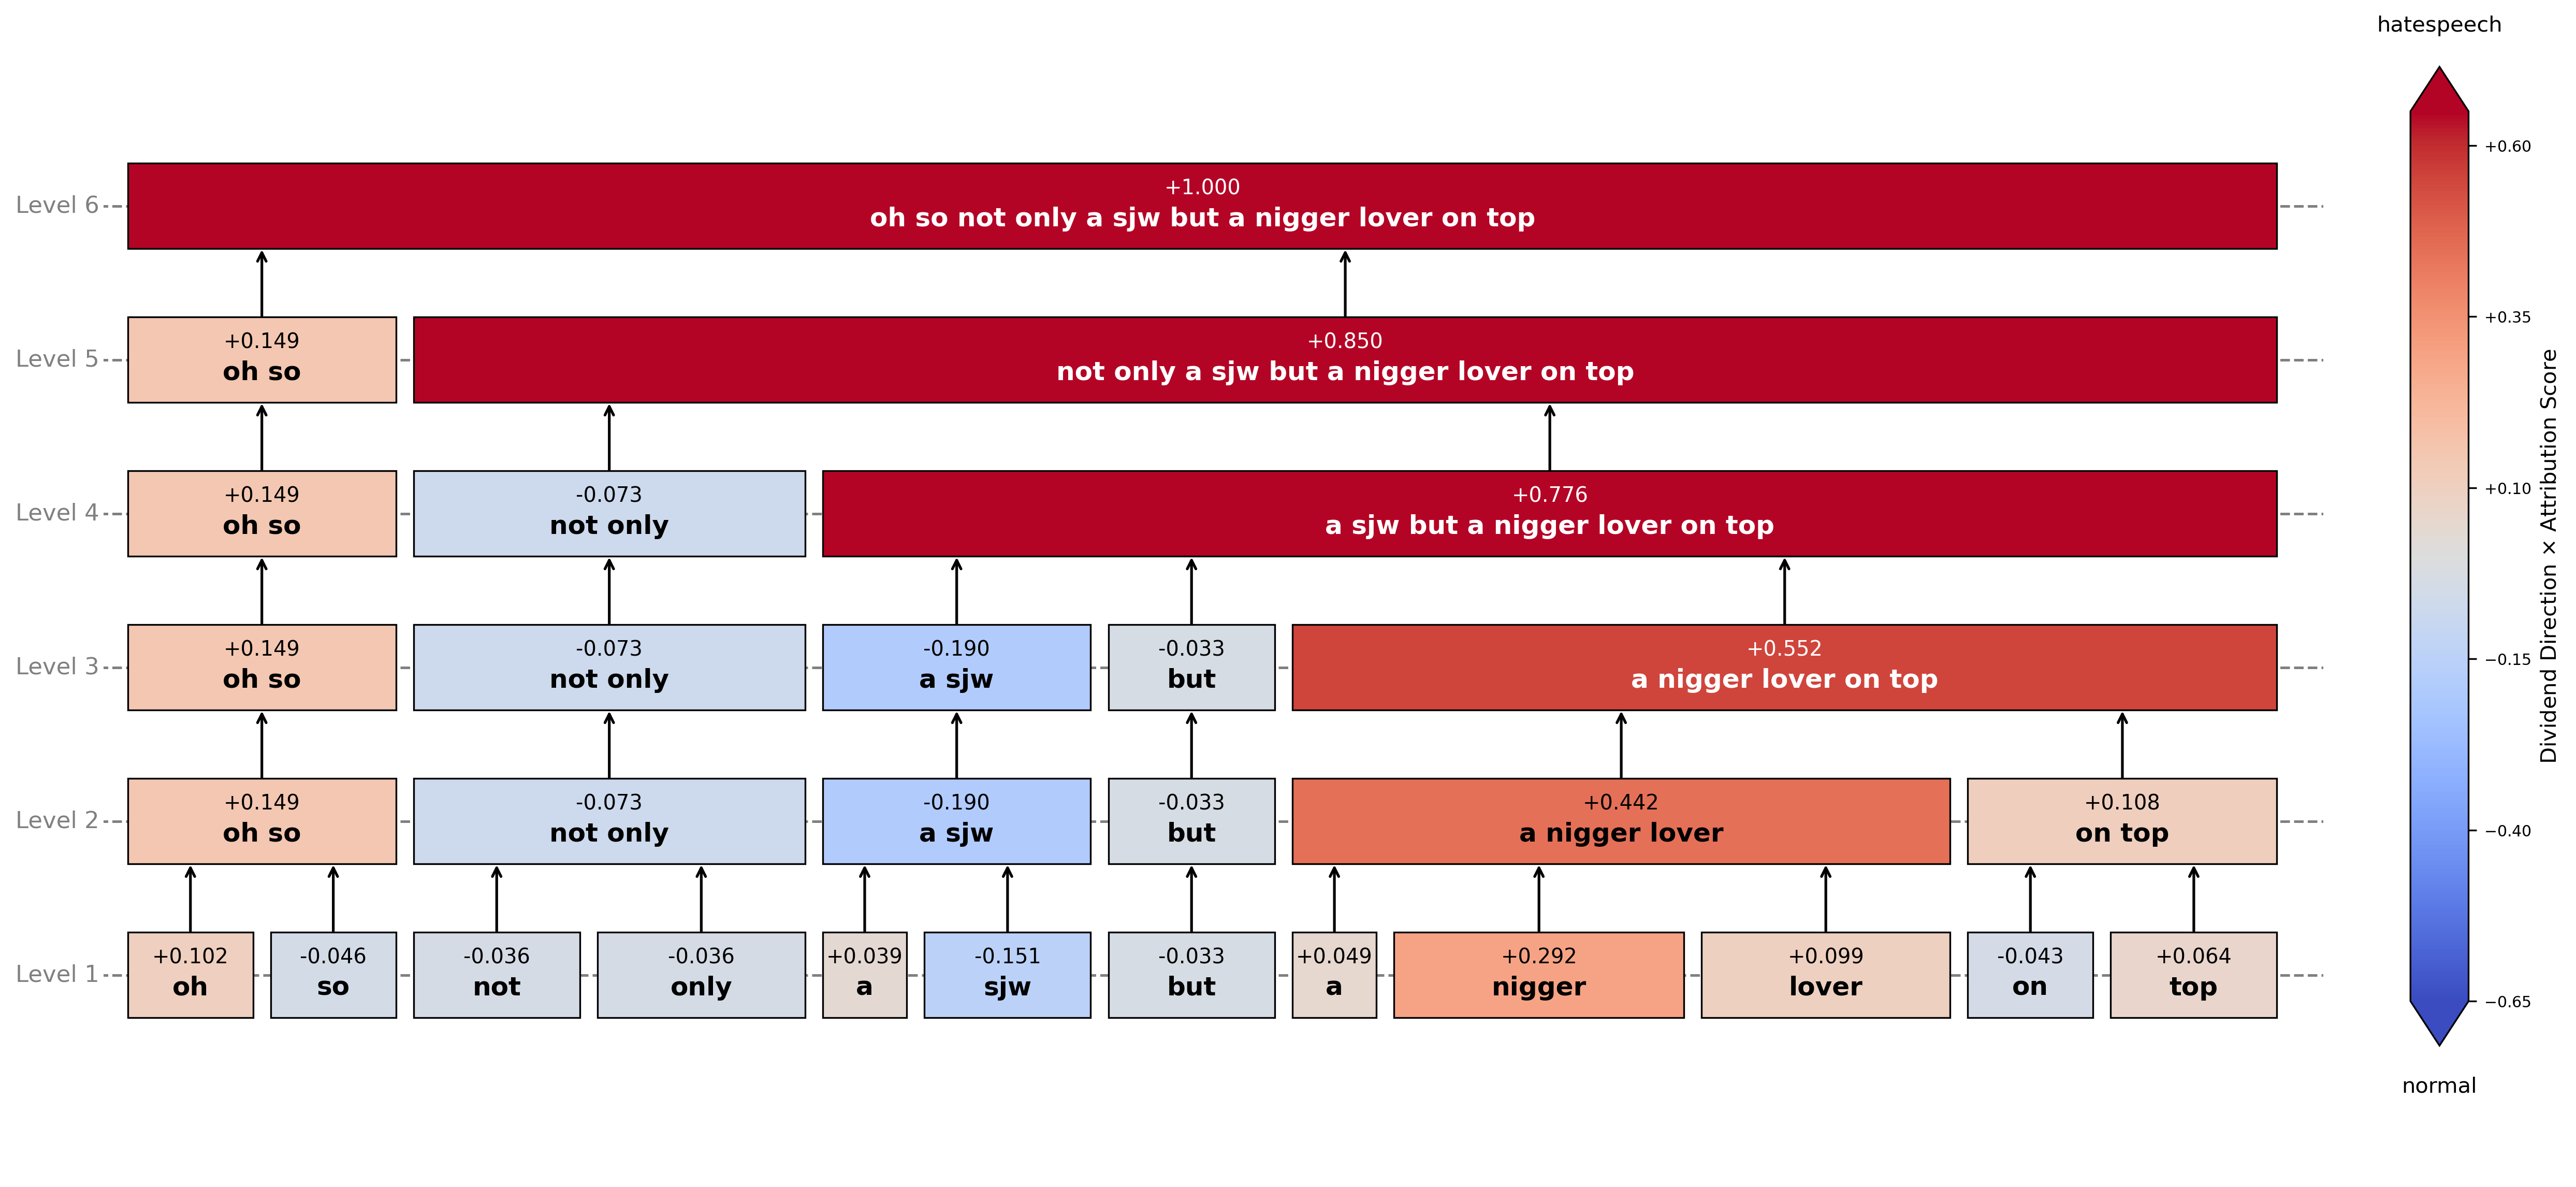 hatespeech
Level 6
+1.000
oh so not only a sjw but a nigger lover on top
Level 5
+0.149
oh so
+0.850
not only a sjw but a nigger lover on top
Level 4
+0.149
oh so
-0.073
not only
+0.776
a sjw but a nigger lover on top
Level 3
+0.149
oh so
-0.073
not only
-0.190
a sjw
-0.033
but
+0.552
a nigger lover on top
Level 2
+0.149
oh so
-0.073
not only
-0.190
a sjw
-0.033
but
+0.442
a nigger lover
+0.108
on top
Level 1
+0.102
oh
-0.046
so
-0.036
not
-0.036
only
+0.039
a
-0.151
sjw
-0.033
but
+0.049
a
+0.292
nigger
+0.099
lover
-0.043
on
+0.064
top
+0.60
+0.35
+0.10
−0.15
−0.40
−0.65
Dividend Direction × Attribution Score
normal